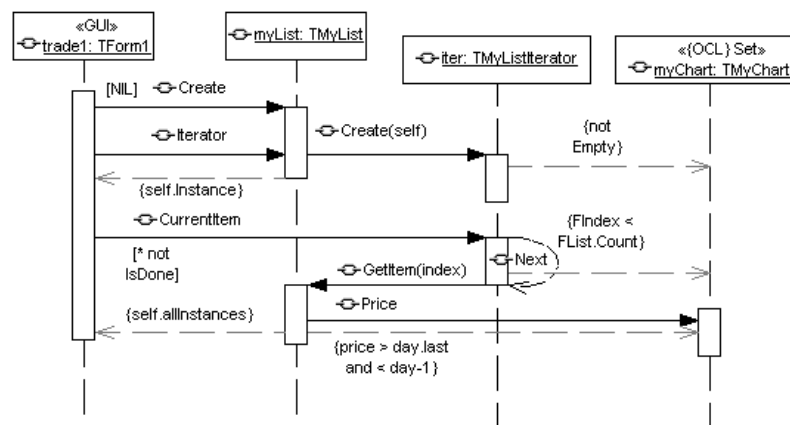 «GUI»
trade1: TForm1
myList: TMyList
iter: TMyListIterator
«{OCL} Set»
myChart: TMyChart
[NIL]
Create
Iterator
Create(self)
{not
Empty}
{self.Instance}
CurrentItem
{FIndex <
FList.Count}
[* not
IsDone]
Next
GetItem(index)
Price
{self.allInstances}
{price > day.last
and < day-1}